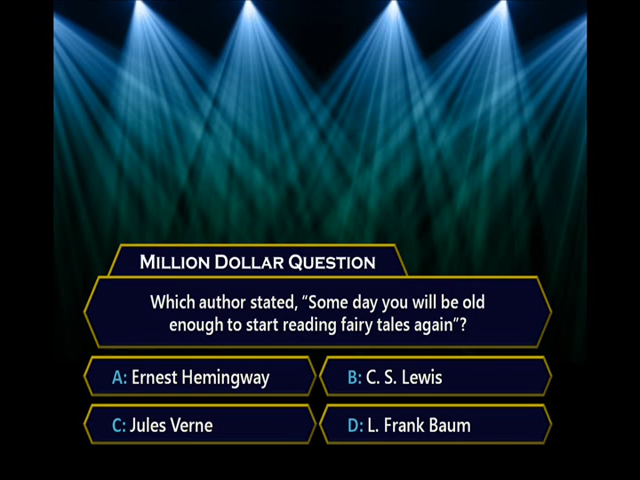 MILLION DOLLAR QUESTION
Which author stated, “Some day you will be old
enough to start reading fairy tales again”?
A: Ernest Hemingway
B: C. S. Lewis
C: Jules Verne
D: L. Frank Baum